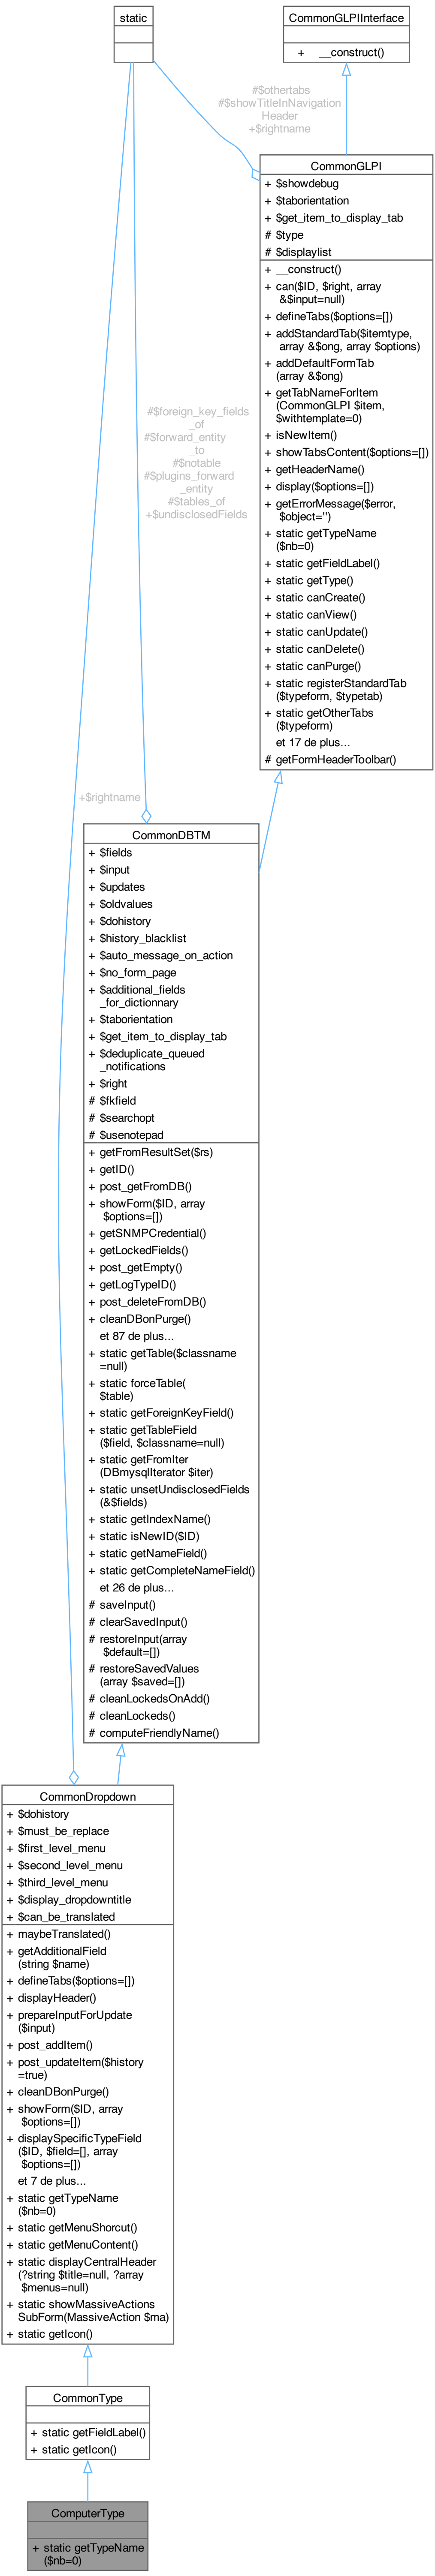 static
CommonGLPIInterface
+ __construct()
#$othertabs
#$showTitleInNavigation
Header
+$rightname
CommonGLPI
+ $showdebug
+ $taborientation
+ $get_item_to_display_tab
# $type
# $displaylist
+ __construct()
+ can($ID, $right, array
&$input=null)
+ defineTabs($options=[])
+ addStandardTab($itemtype,
array &$ong, array $options)
+ addDefaultFormTab
(array &$ong)
+ getTabNameForItem
(CommonGLPI $item,
$withtemplate=0)
+ isNewItem()
+ showTabsContent($options=[])
+ getHeaderName()
+ display($options=[])
+ getErrorMessage($error,
$object='')
+ static getTypeName
($nb=0)
+ static getFieldLabel()
+ static getType()
+ static canCreate()
+ static canView()
+ static canUpdate()
+ static canDelete()
+ static canPurge()
+ static registerStandardTab
($typeform, $typetab)
+ static getOtherTabs
($typeform)
et 17 de plus...
# getFormHeaderToolbar()
#$foreign_key_fields
_of
#$forward_entity
_to
#$notable
#$plugins_forward
_entity
#$tables_of
+$undisclosedFields
+$rightname
CommonDBTM
+ $fields
+ $input
+ $updates
+ $oldvalues
+ $dohistory
+ $history_blacklist
+ $auto_message_on_action
+ $no_form_page
+ $additional_fields
_for_dictionnary
+ $taborientation
+ $get_item_to_display_tab
+ $deduplicate_queued
_notifications
+ $right
# $fkfield
# $searchopt
# $usenotepad
+ getFromResultSet($rs)
+ getID()
+ post_getFromDB()
+ showForm($ID, array
$options=[])
+ getSNMPCredential()
+ getLockedFields()
+ post_getEmpty()
+ getLogTypeID()
+ post_deleteFromDB()
+ cleanDBonPurge()
et 87 de plus...
+ static getTable($classname
=null)
+ static forceTable(
$table)
+ static getForeignKeyField()
+ static getTableField
($field, $classname=null)
+ static getFromIter
(DBmysqlIterator $iter)
+ static unsetUndisclosedFields
(&$fields)
+ static getIndexName()
+ static isNewID($ID)
+ static getNameField()
+ static getCompleteNameField()
et 26 de plus...
# saveInput()
# clearSavedInput()
# restoreInput(array
$default=[])
# restoreSavedValues
(array $saved=[])
# cleanLockedsOnAdd()
# cleanLockeds()
# computeFriendlyName()
CommonDropdown
+ $dohistory
+ $must_be_replace
+ $first_level_menu
+ $second_level_menu
+ $third_level_menu
+ $display_dropdowntitle
+ $can_be_translated
+ maybeTranslated()
+ getAdditionalField
(string $name)
+ defineTabs($options=[])
+ displayHeader()
+ prepareInputForUpdate
($input)
+ post_addItem()
+ post_updateItem($history
=true)
+ cleanDBonPurge()
+ showForm($ID, array
$options=[])
+ displaySpecificTypeField
($ID, $field=[], array
$options=[])
et 7 de plus...
+ static getTypeName
($nb=0)
+ static getMenuShorcut()
+ static getMenuContent()
+ static displayCentralHeader
(?string $title=null, ?array
$menus=null)
+ static showMassiveActions
SubForm(MassiveAction $ma)
+ static getIcon()
CommonType
+ static getFieldLabel()
+ static getIcon()
ComputerType
+ static getTypeName
($nb=0)